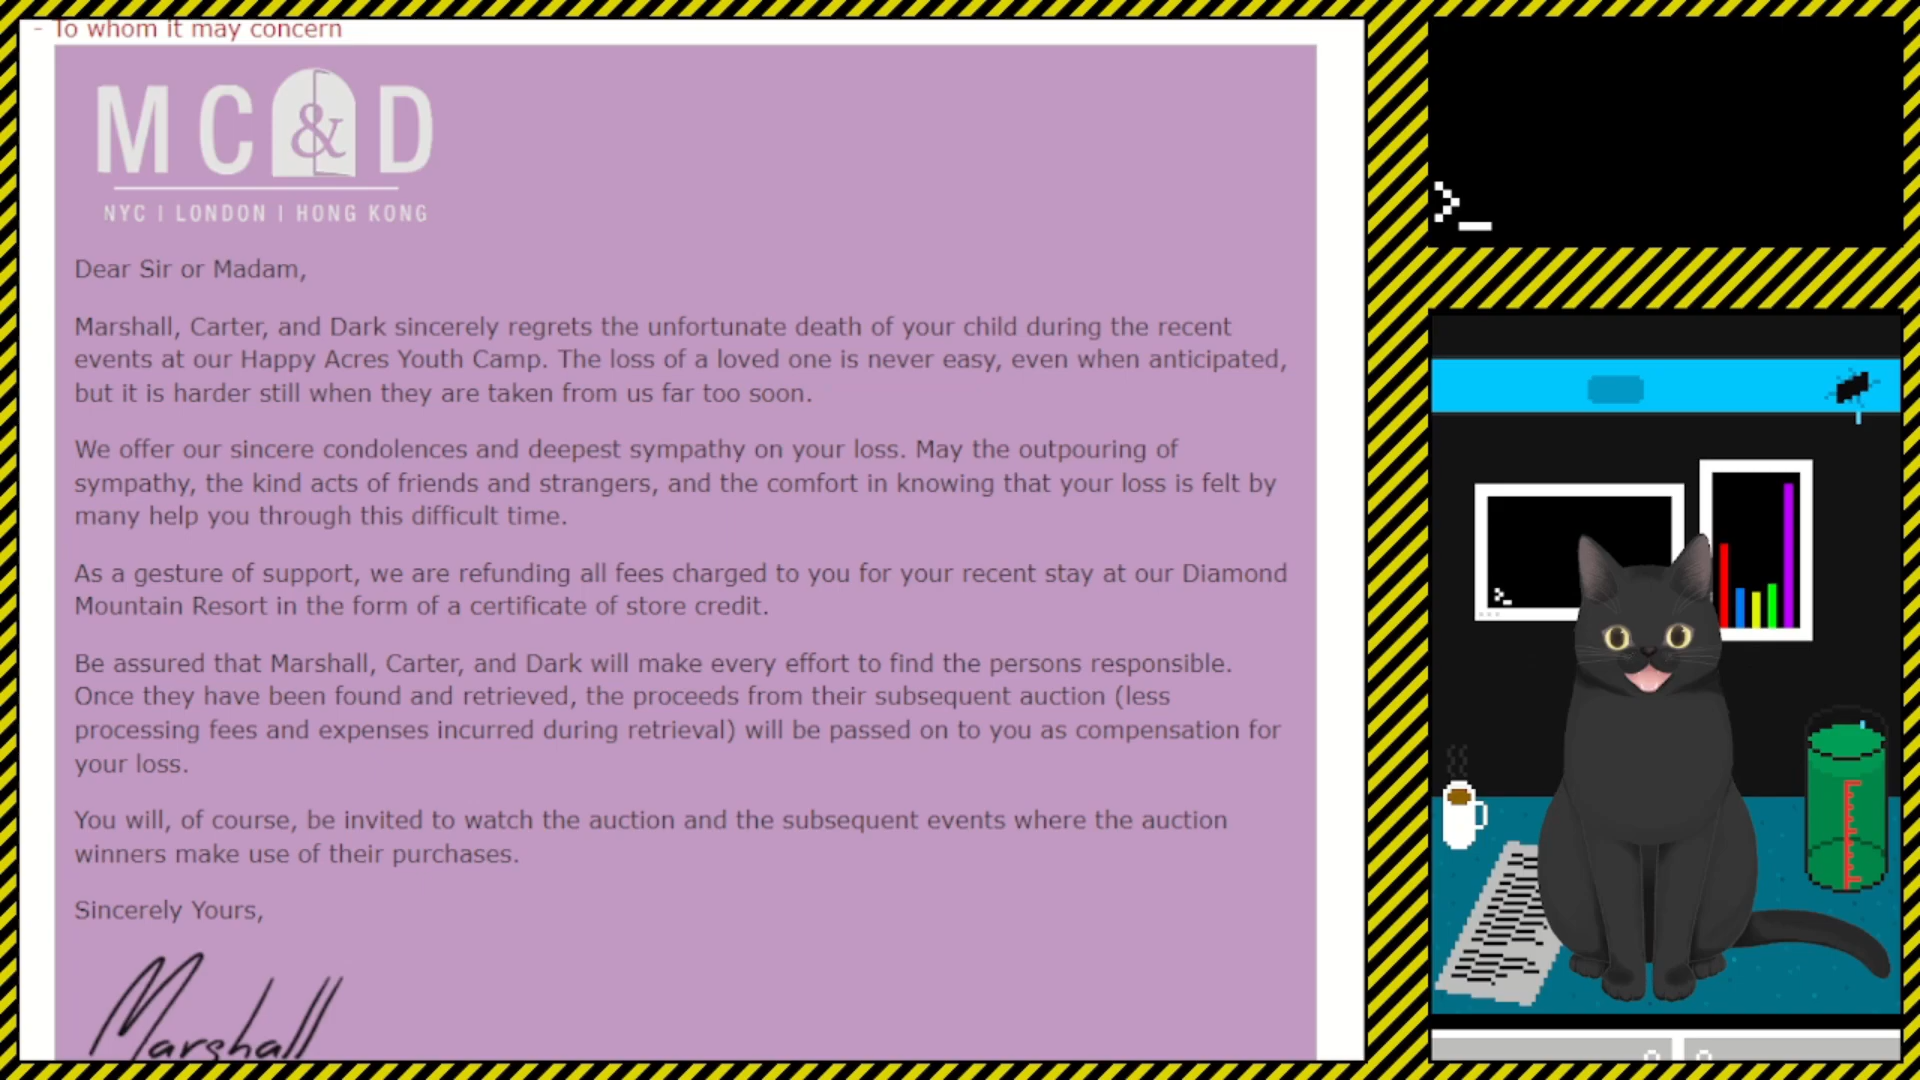 - To whom it may concern
MC&D
NYC | LONDON | HONG KONG
Dear Sir or Madam,
Marshall, Carter, and Dark sincerely regrets the unfortunate death of your child during the recent
events at our Happy Acres Youth Camp. The loss of a loved one is never easy, even when anticipated,
but it is harder still when they are taken from us far too soon.
We offer our sincere condolences and deepest sympathy on your loss. May the outpouring of
sympathy, the kind acts of friends and strangers, and the comfort in knowing that your loss is felt by
many help you through this difficult time.
As a gesture of support, we are refunding all fees charged to you for your recent stay at our Diamond
Mountain Resort in the form of a certificate of store credit.
Be assured that Marshall, Carter, and Dark will make every effort to find the persons responsible.
Once they have been found and retrieved, the proceeds from their subsequent auction (less
processing fees and expenses incurred during retrieval) will be passed on to you as compensation for
your loss.
You will, of course, be invited to watch the auction and the subsequent events where the auction
winners make use of their purchases.
Sincerely Yours,
Marshall
>_
>_